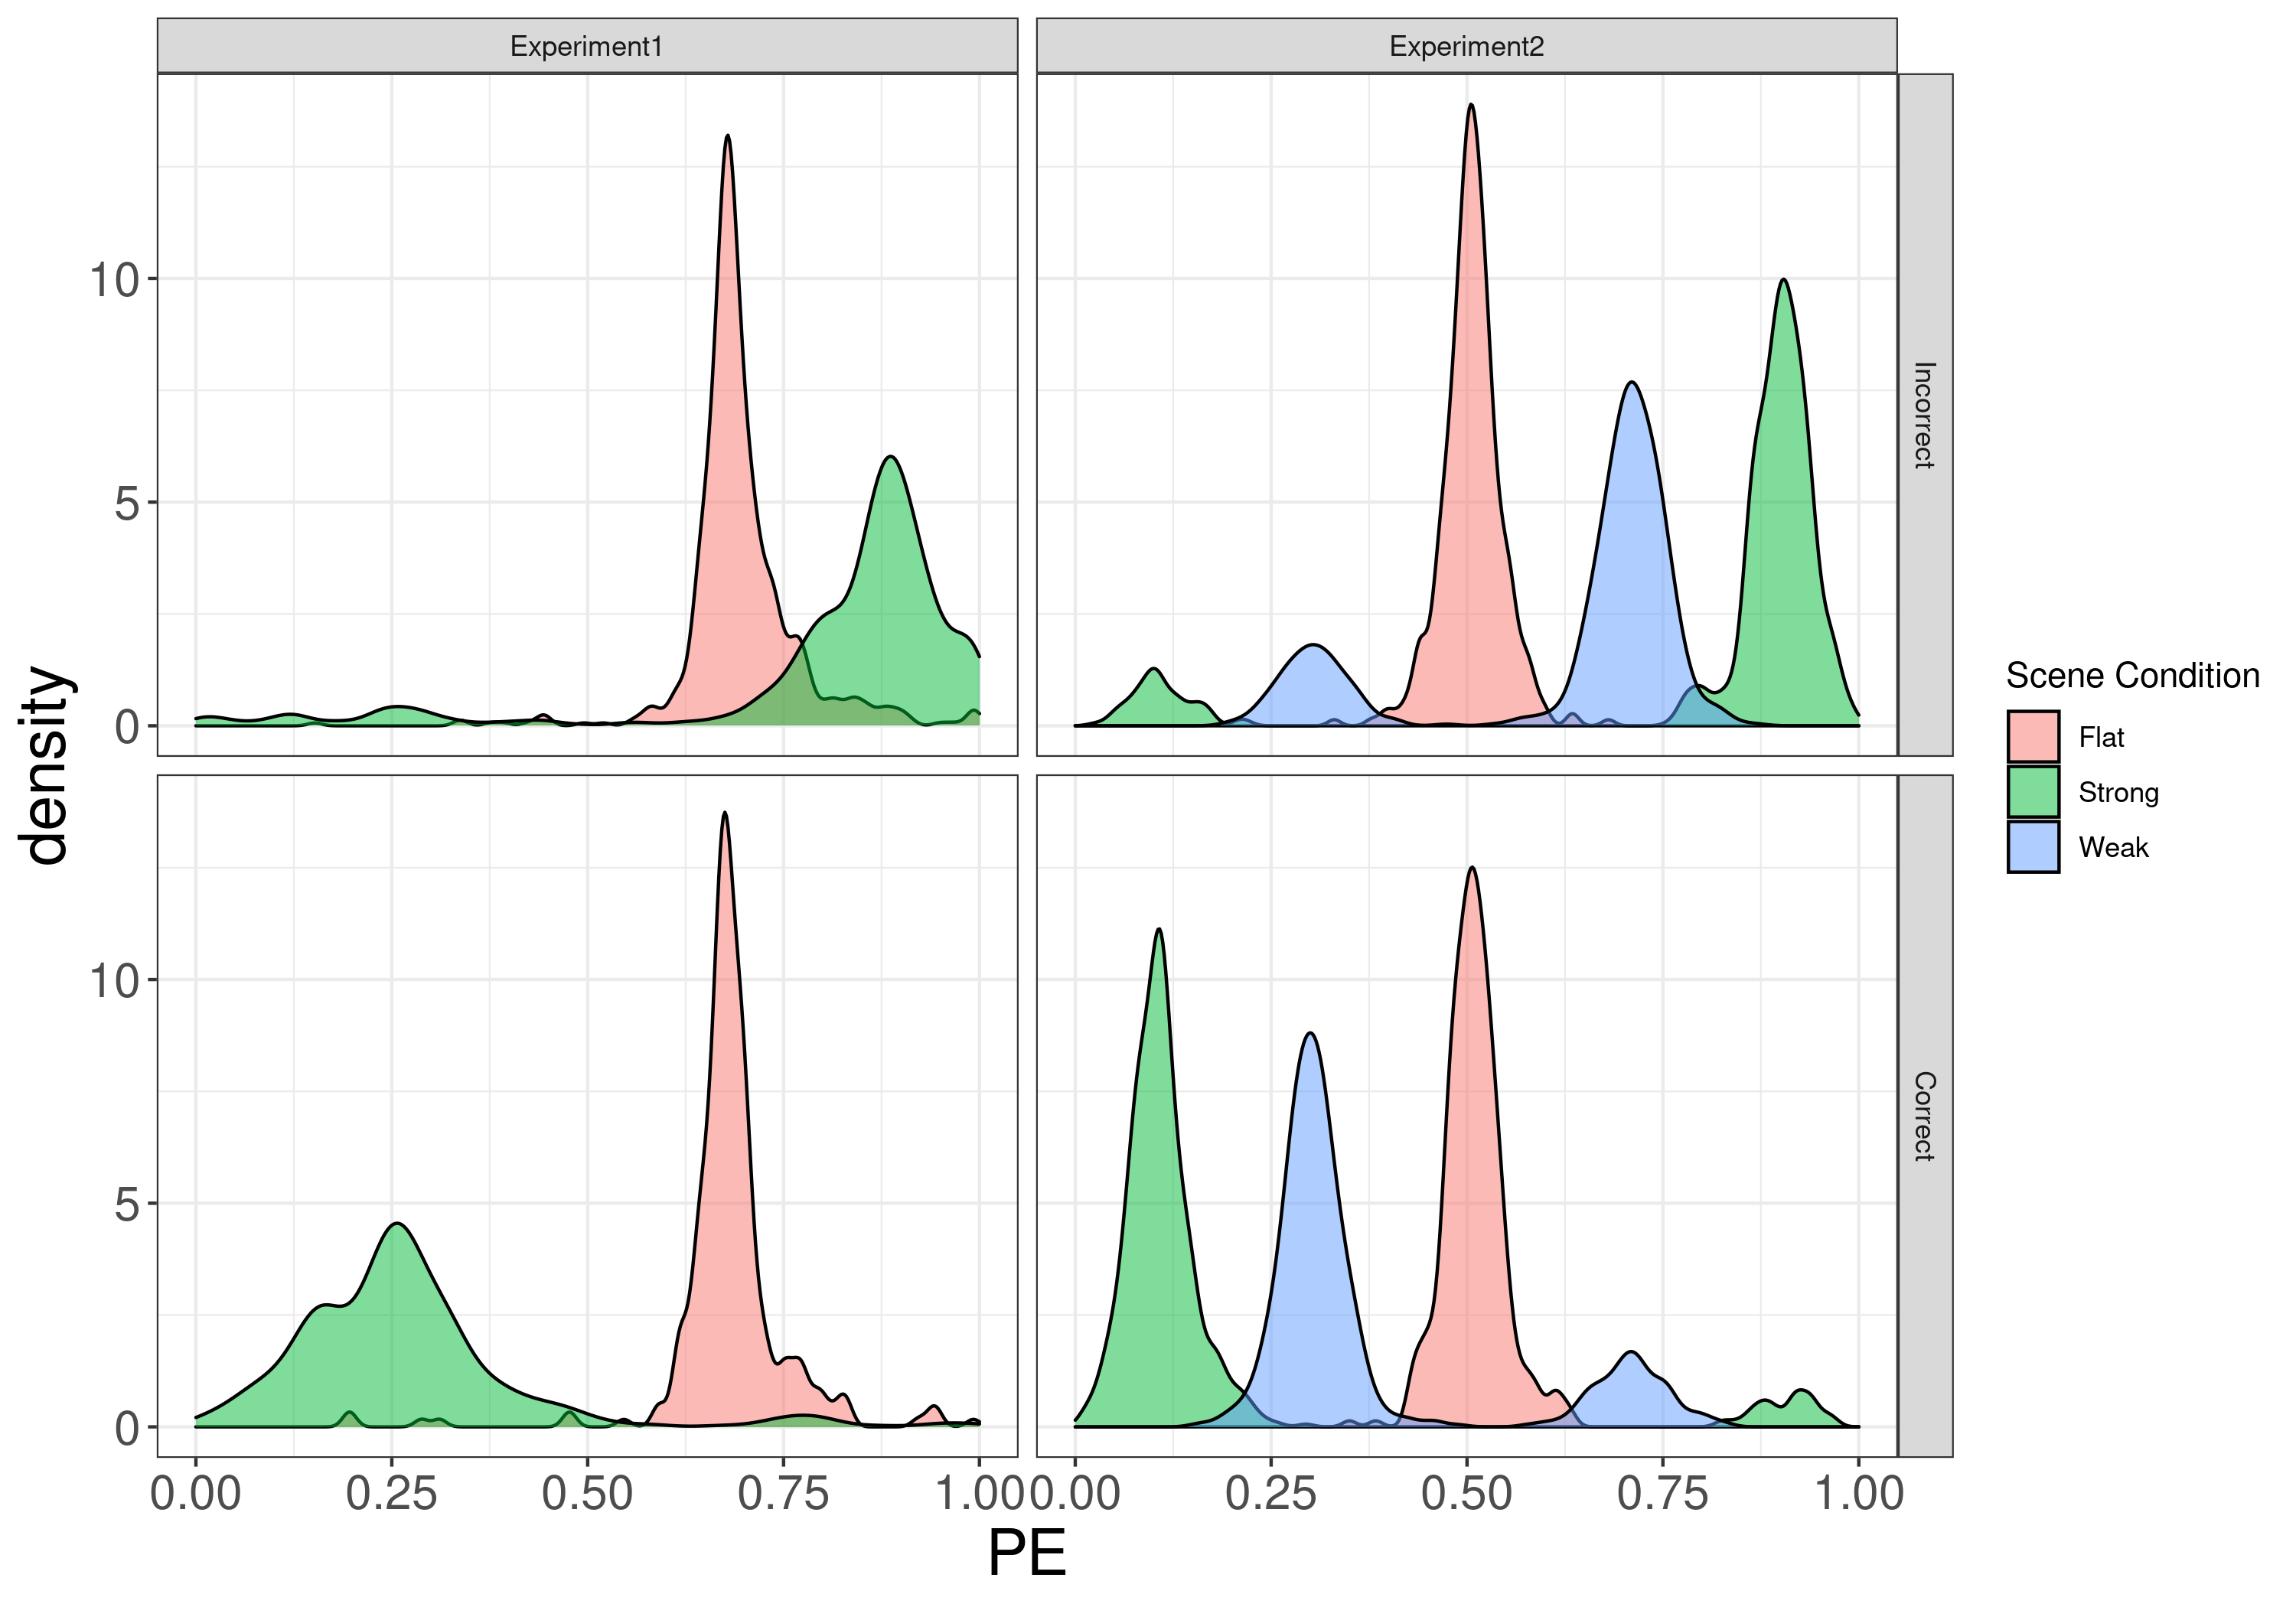 Experiment1
Experiment2
Incorrect
Correct
density
10
5
0
10
5
0
0.00
0.25
0.50
0.75
1.00
0.00
0.25
0.50
0.75
1.00
PE
Scene Condition
Flat
Strong
Weak